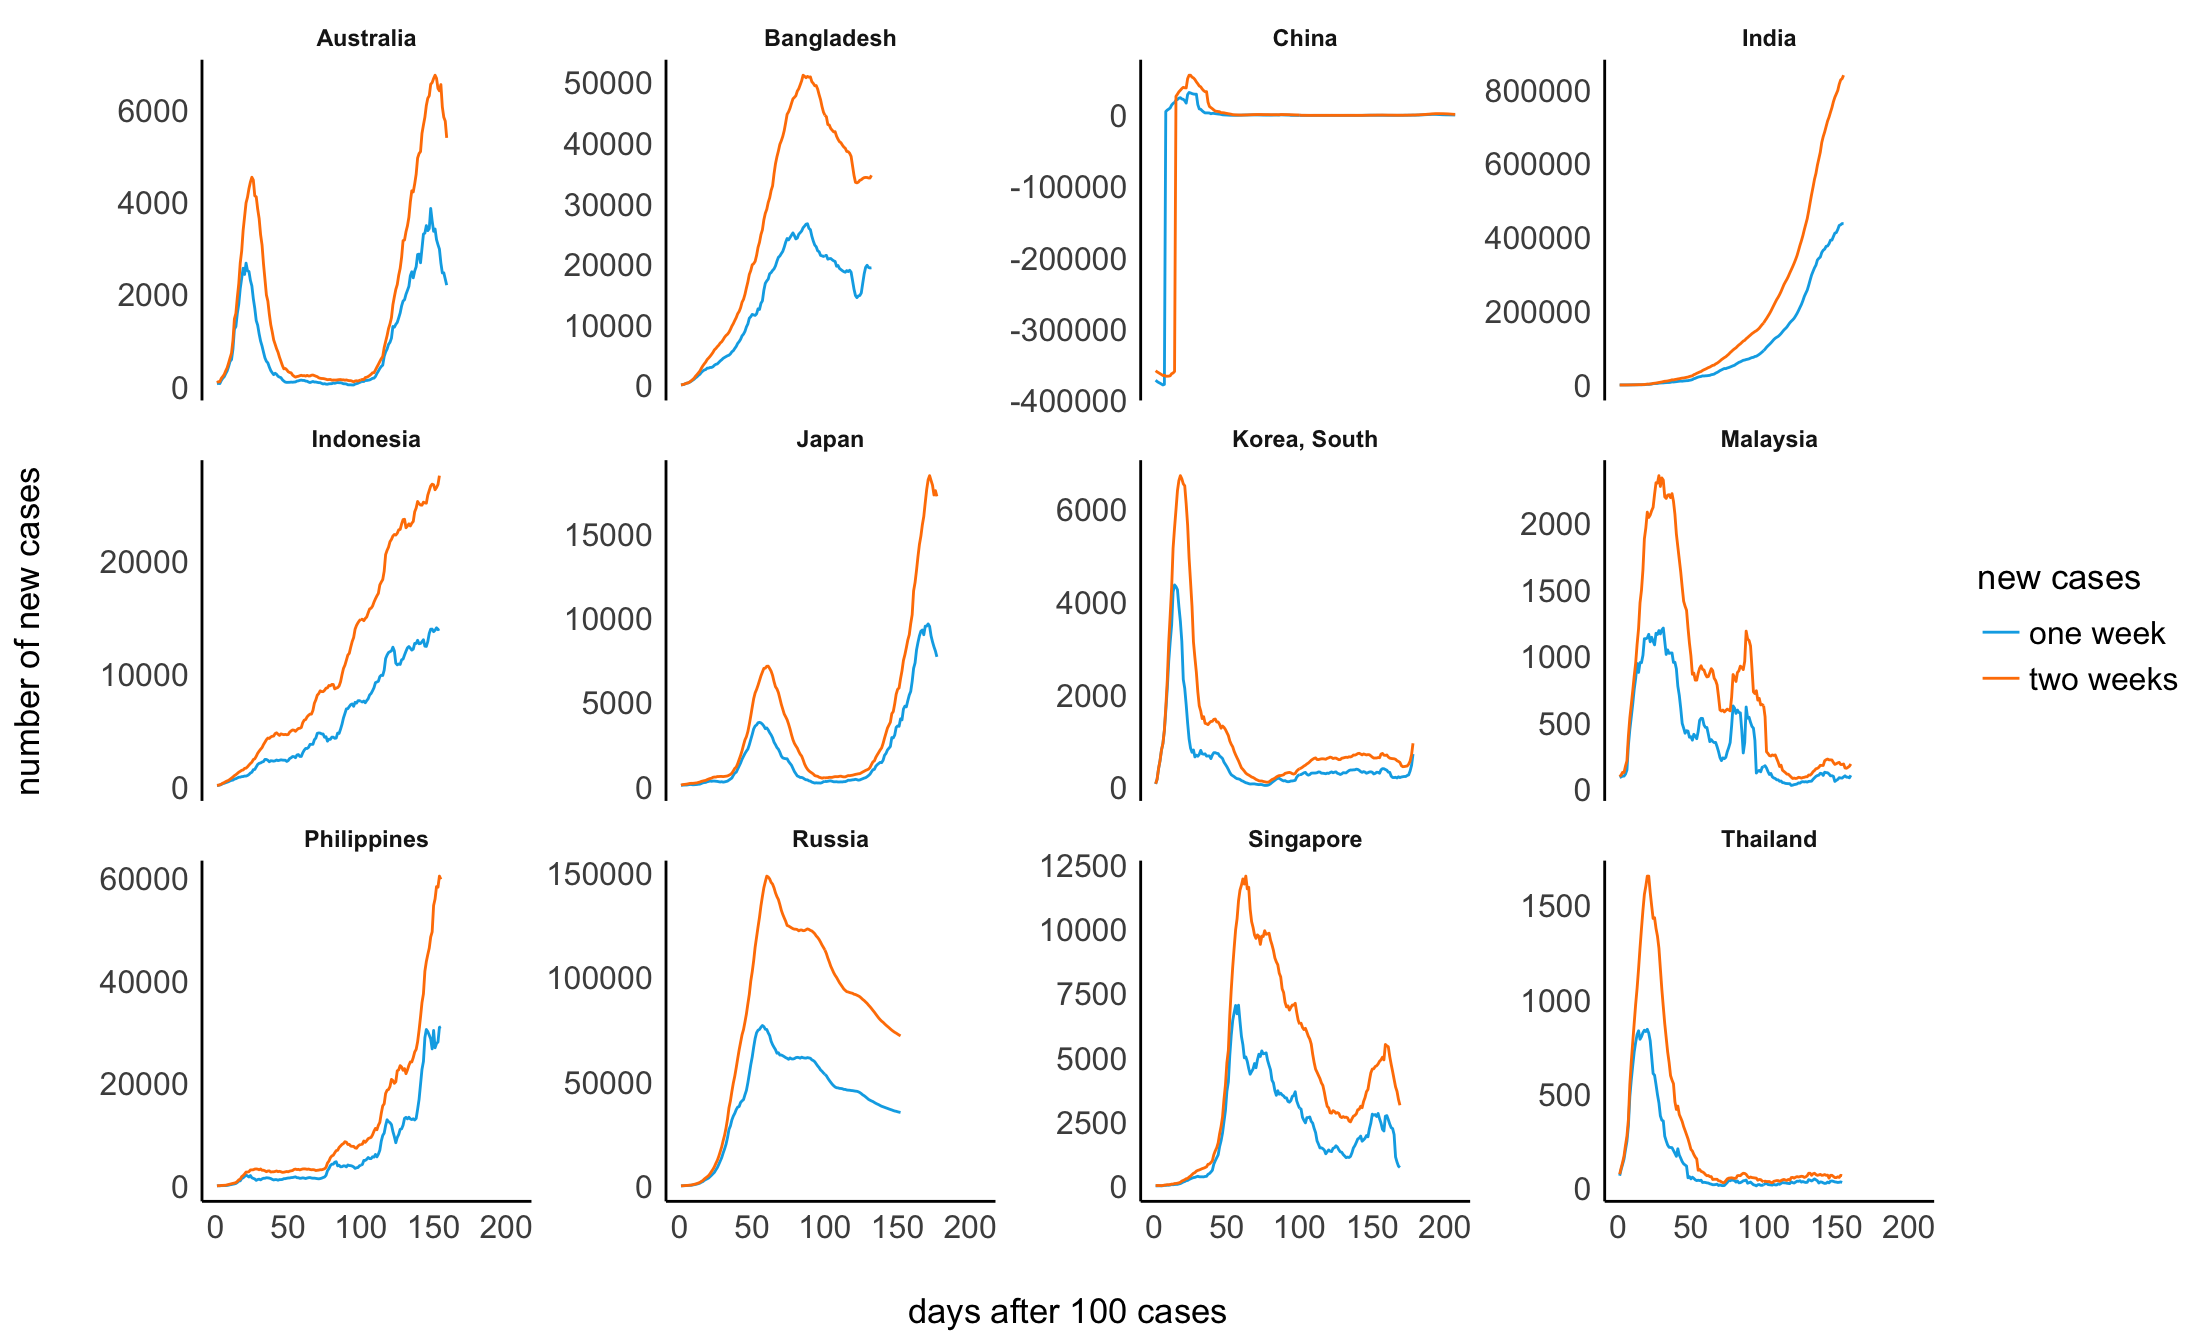 Australia
Bangladesh
China
India
6000
4000
2000
0
50000
40000
30000
20000
10000
0
0
-100000
-200000
-300000
-400000
800000
600000
400000
200000
0
Indonesia
Japan
Korea, South
Malaysia
20000
10000
0
15000
10000
5000
0
6000
4000
2000
0
2000
1500
1000
500
0
Philippines
Russia
Singapore
Thailand
60000
40000
20000
0
150000
100000
50000
0
12500
10000
7500
5000
2500
0
1500
1000
500
0
0 50 100 150 200
0 50 100 150 200
0 50 100 150 200
0 50 100 150 200
number of new cases
days after 100 cases
new cases
one week
two weeks